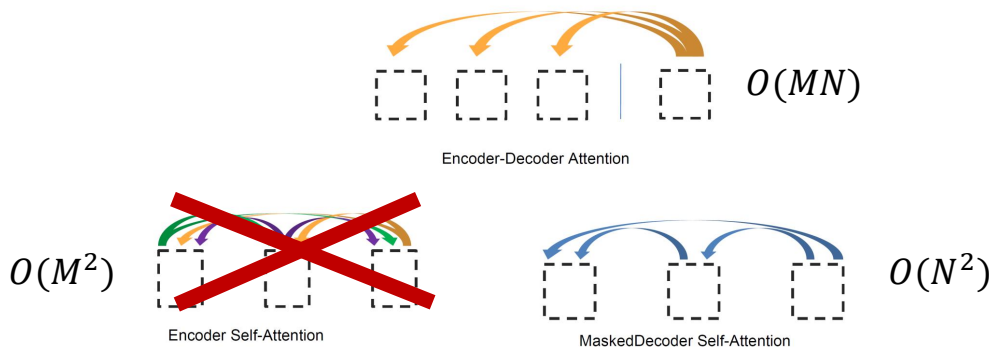 O(MN)
Encoder-Decoder Attention
O(M²)
O(N²)
Encoder Self-Attention
MaskedDecoder Self-Attention